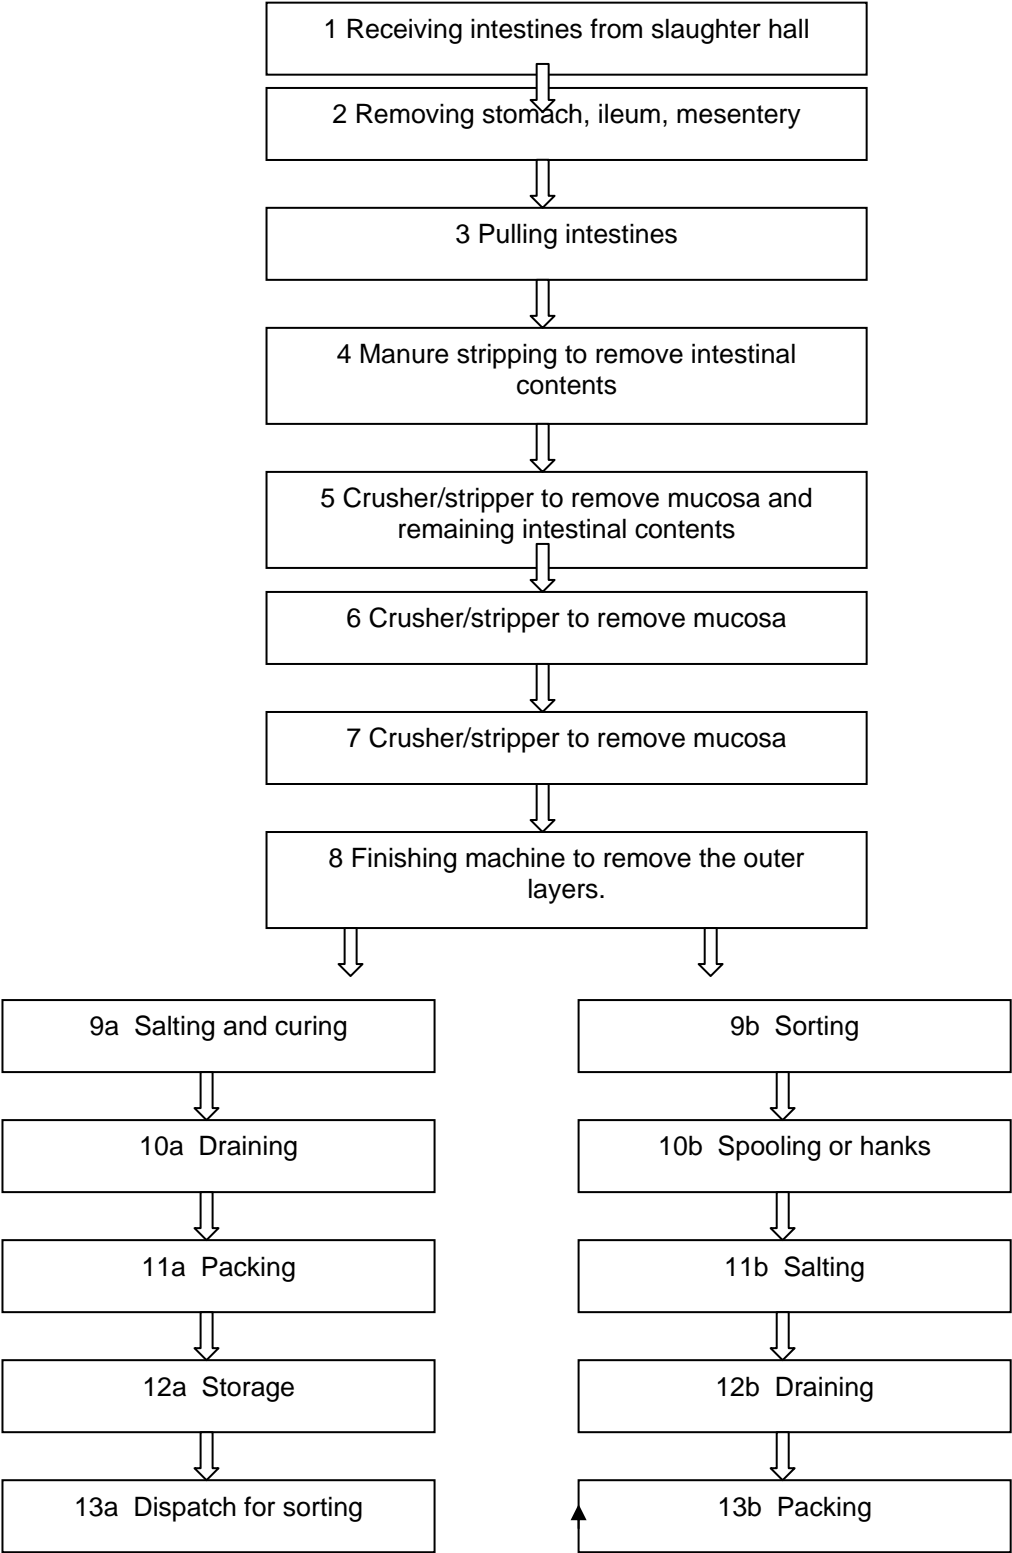 1 Receiving intestines from slaughter hall
2 Removing stomach, ileum, mesentery
3 Pulling intestines
4 Manure stripping to remove intestinal
contents
5 Crusher/stripper to remove mucosa and
remaining intestinal contents
6 Crusher/stripper to remove mucosa
7 Crusher/stripper to remove mucosa
8 Finishing machine to remove the outer
layers.
9a  Salting and curing
10a  Draining
11a  Packing
12a  Storage
13a  Dispatch for sorting
9b  Sorting
10b  Spooling or hanks
11b  Salting
12b  Draining
13b  Packing